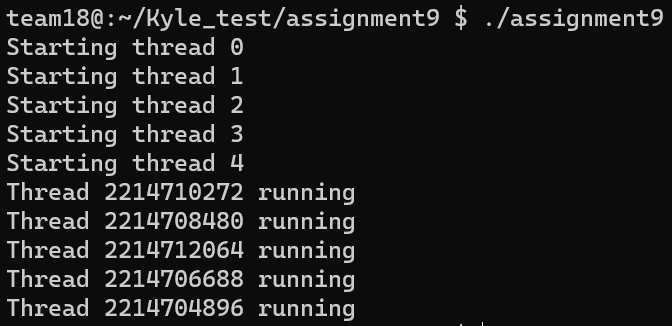 team18@:~/Kyle_test/assignment9 $ ./assignment9
Starting thread 0
Starting thread 1
Starting thread 2
Starting thread 3
Starting thread 4
Thread 2214710272 running
Thread 2214708480 running
Thread 2214712064 running
Thread 2214706688 running
Thread 2214704896 running